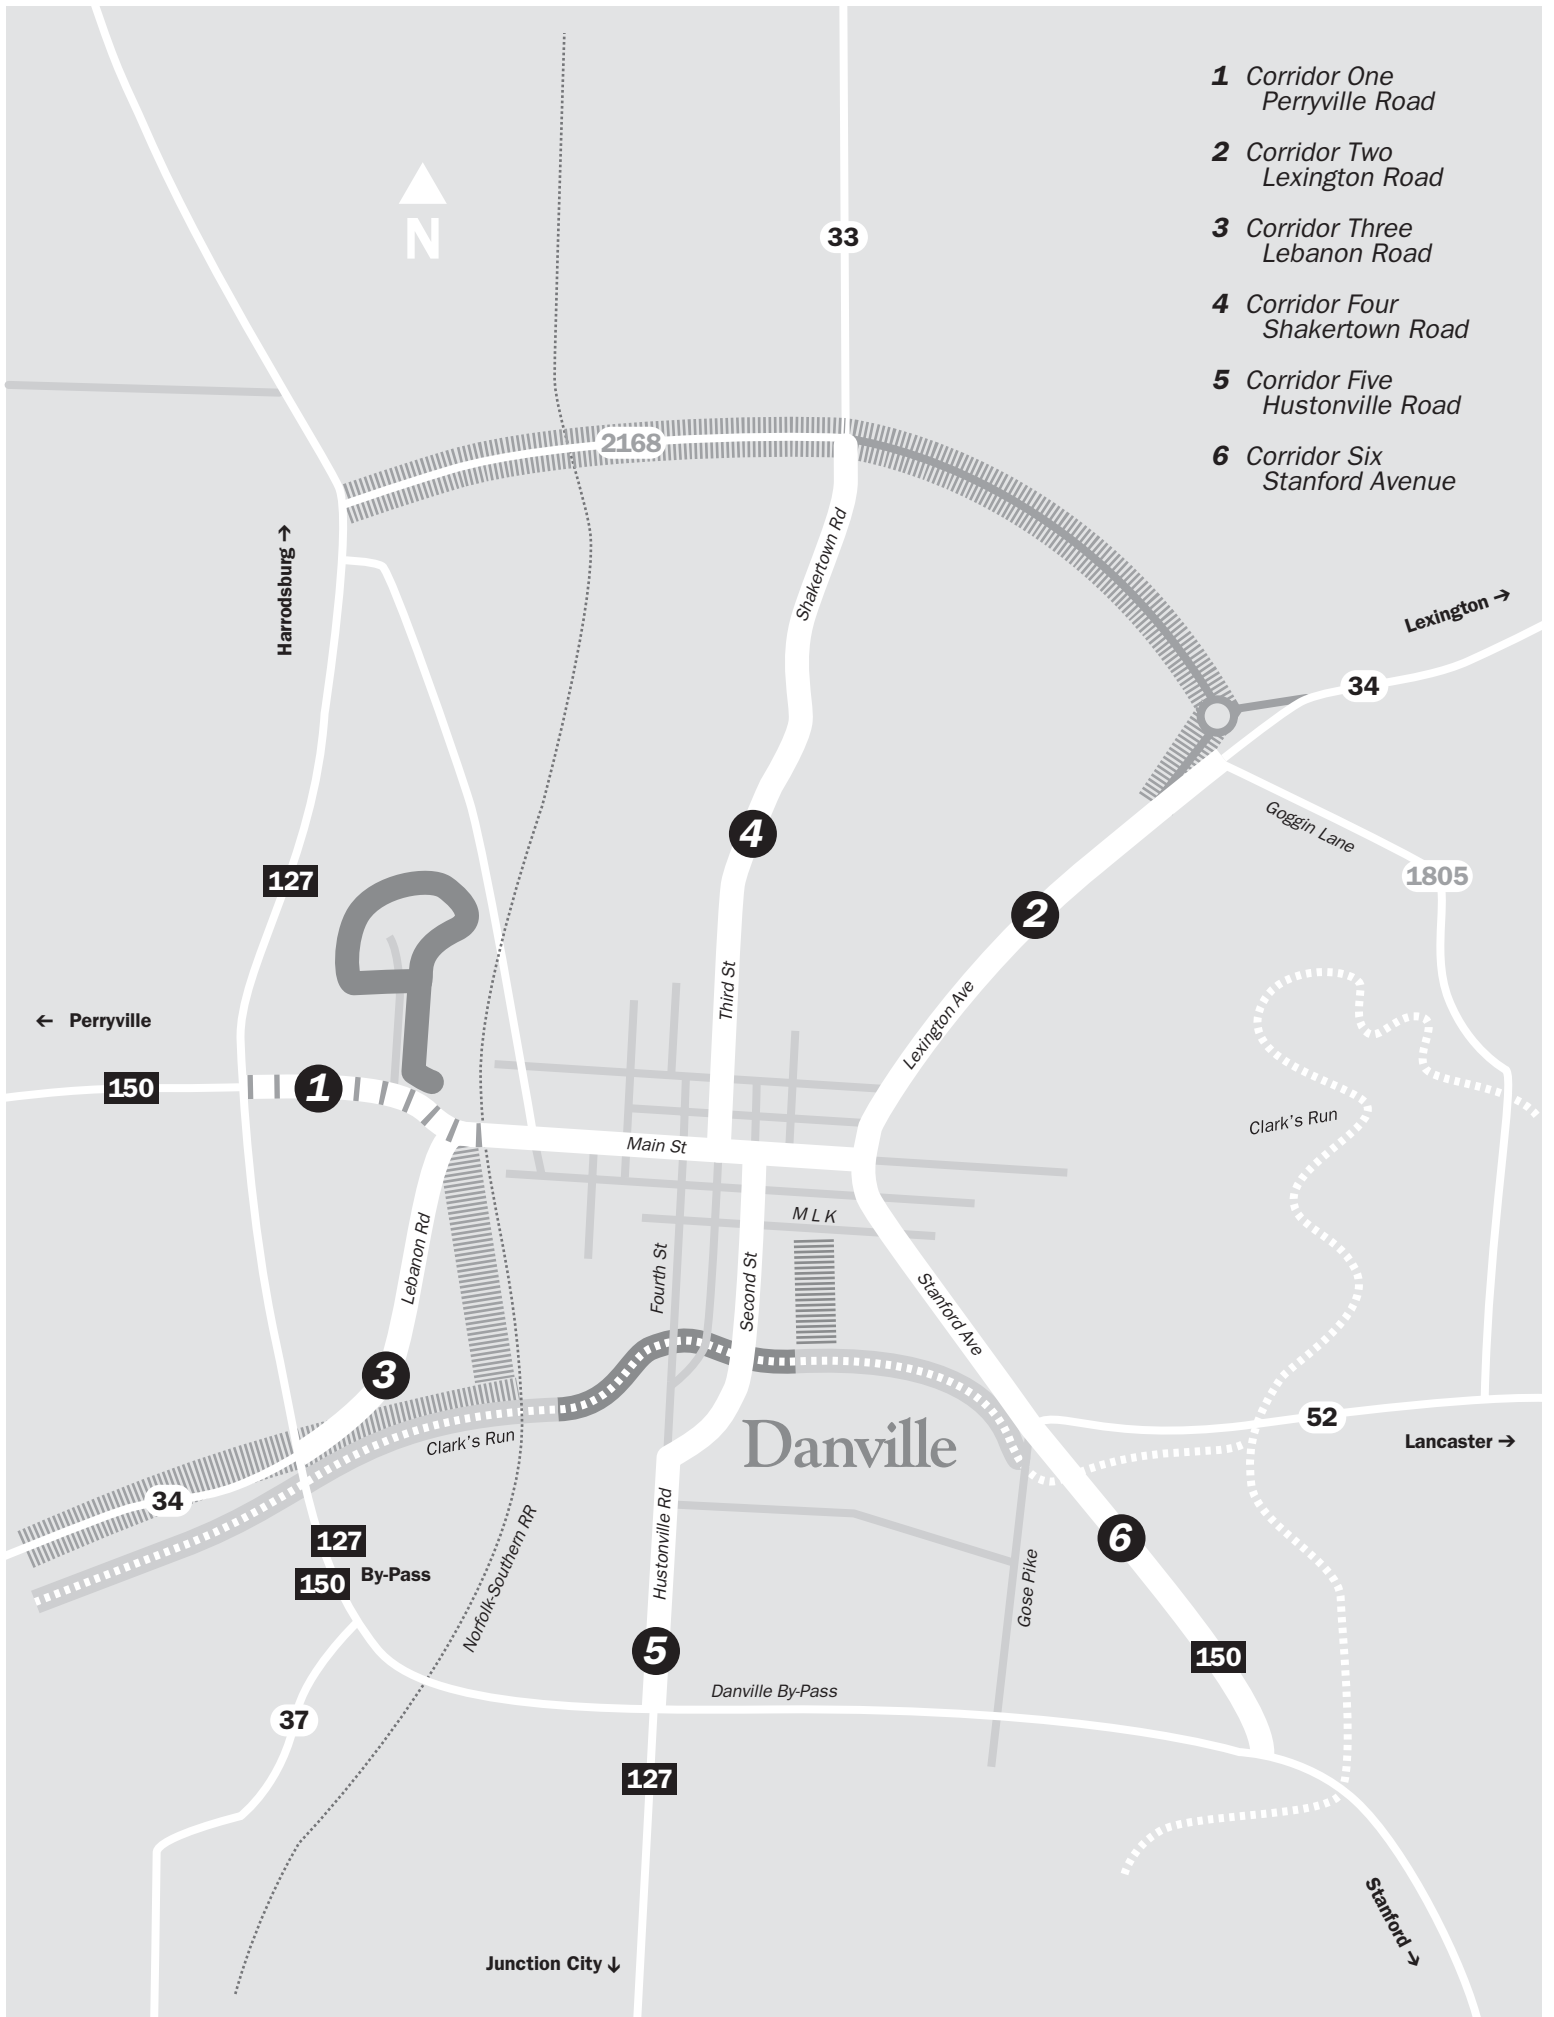 1 Corridor One
Perryville Road
2 Corridor Two
Lexington Road
3 Corridor Three
Lebanon Road
4 Corridor Four
Shakertown Road
5 Corridor Five
Hustonville Road
6 Corridor Six
Stanford Avenue
N
33
2168
Harrodsburg →
Shakertown Rd
Lexington →
34
4
Goggin Lane
127
1805
2
Third St
Lexington Ave
← Perryville
150
1
Clark's Run
Main St
MLK
Lebanon Rd
Fourth St
Second St
Stanford Ave
3
Danville
52
Clark's Run
Lancaster →
34
Hustonville Rd
127
6
150
By-Pass
Norfolk-Southern RR
Gose Pike
5
150
Danville By-Pass
37
127
Stanford →
Junction City ↓